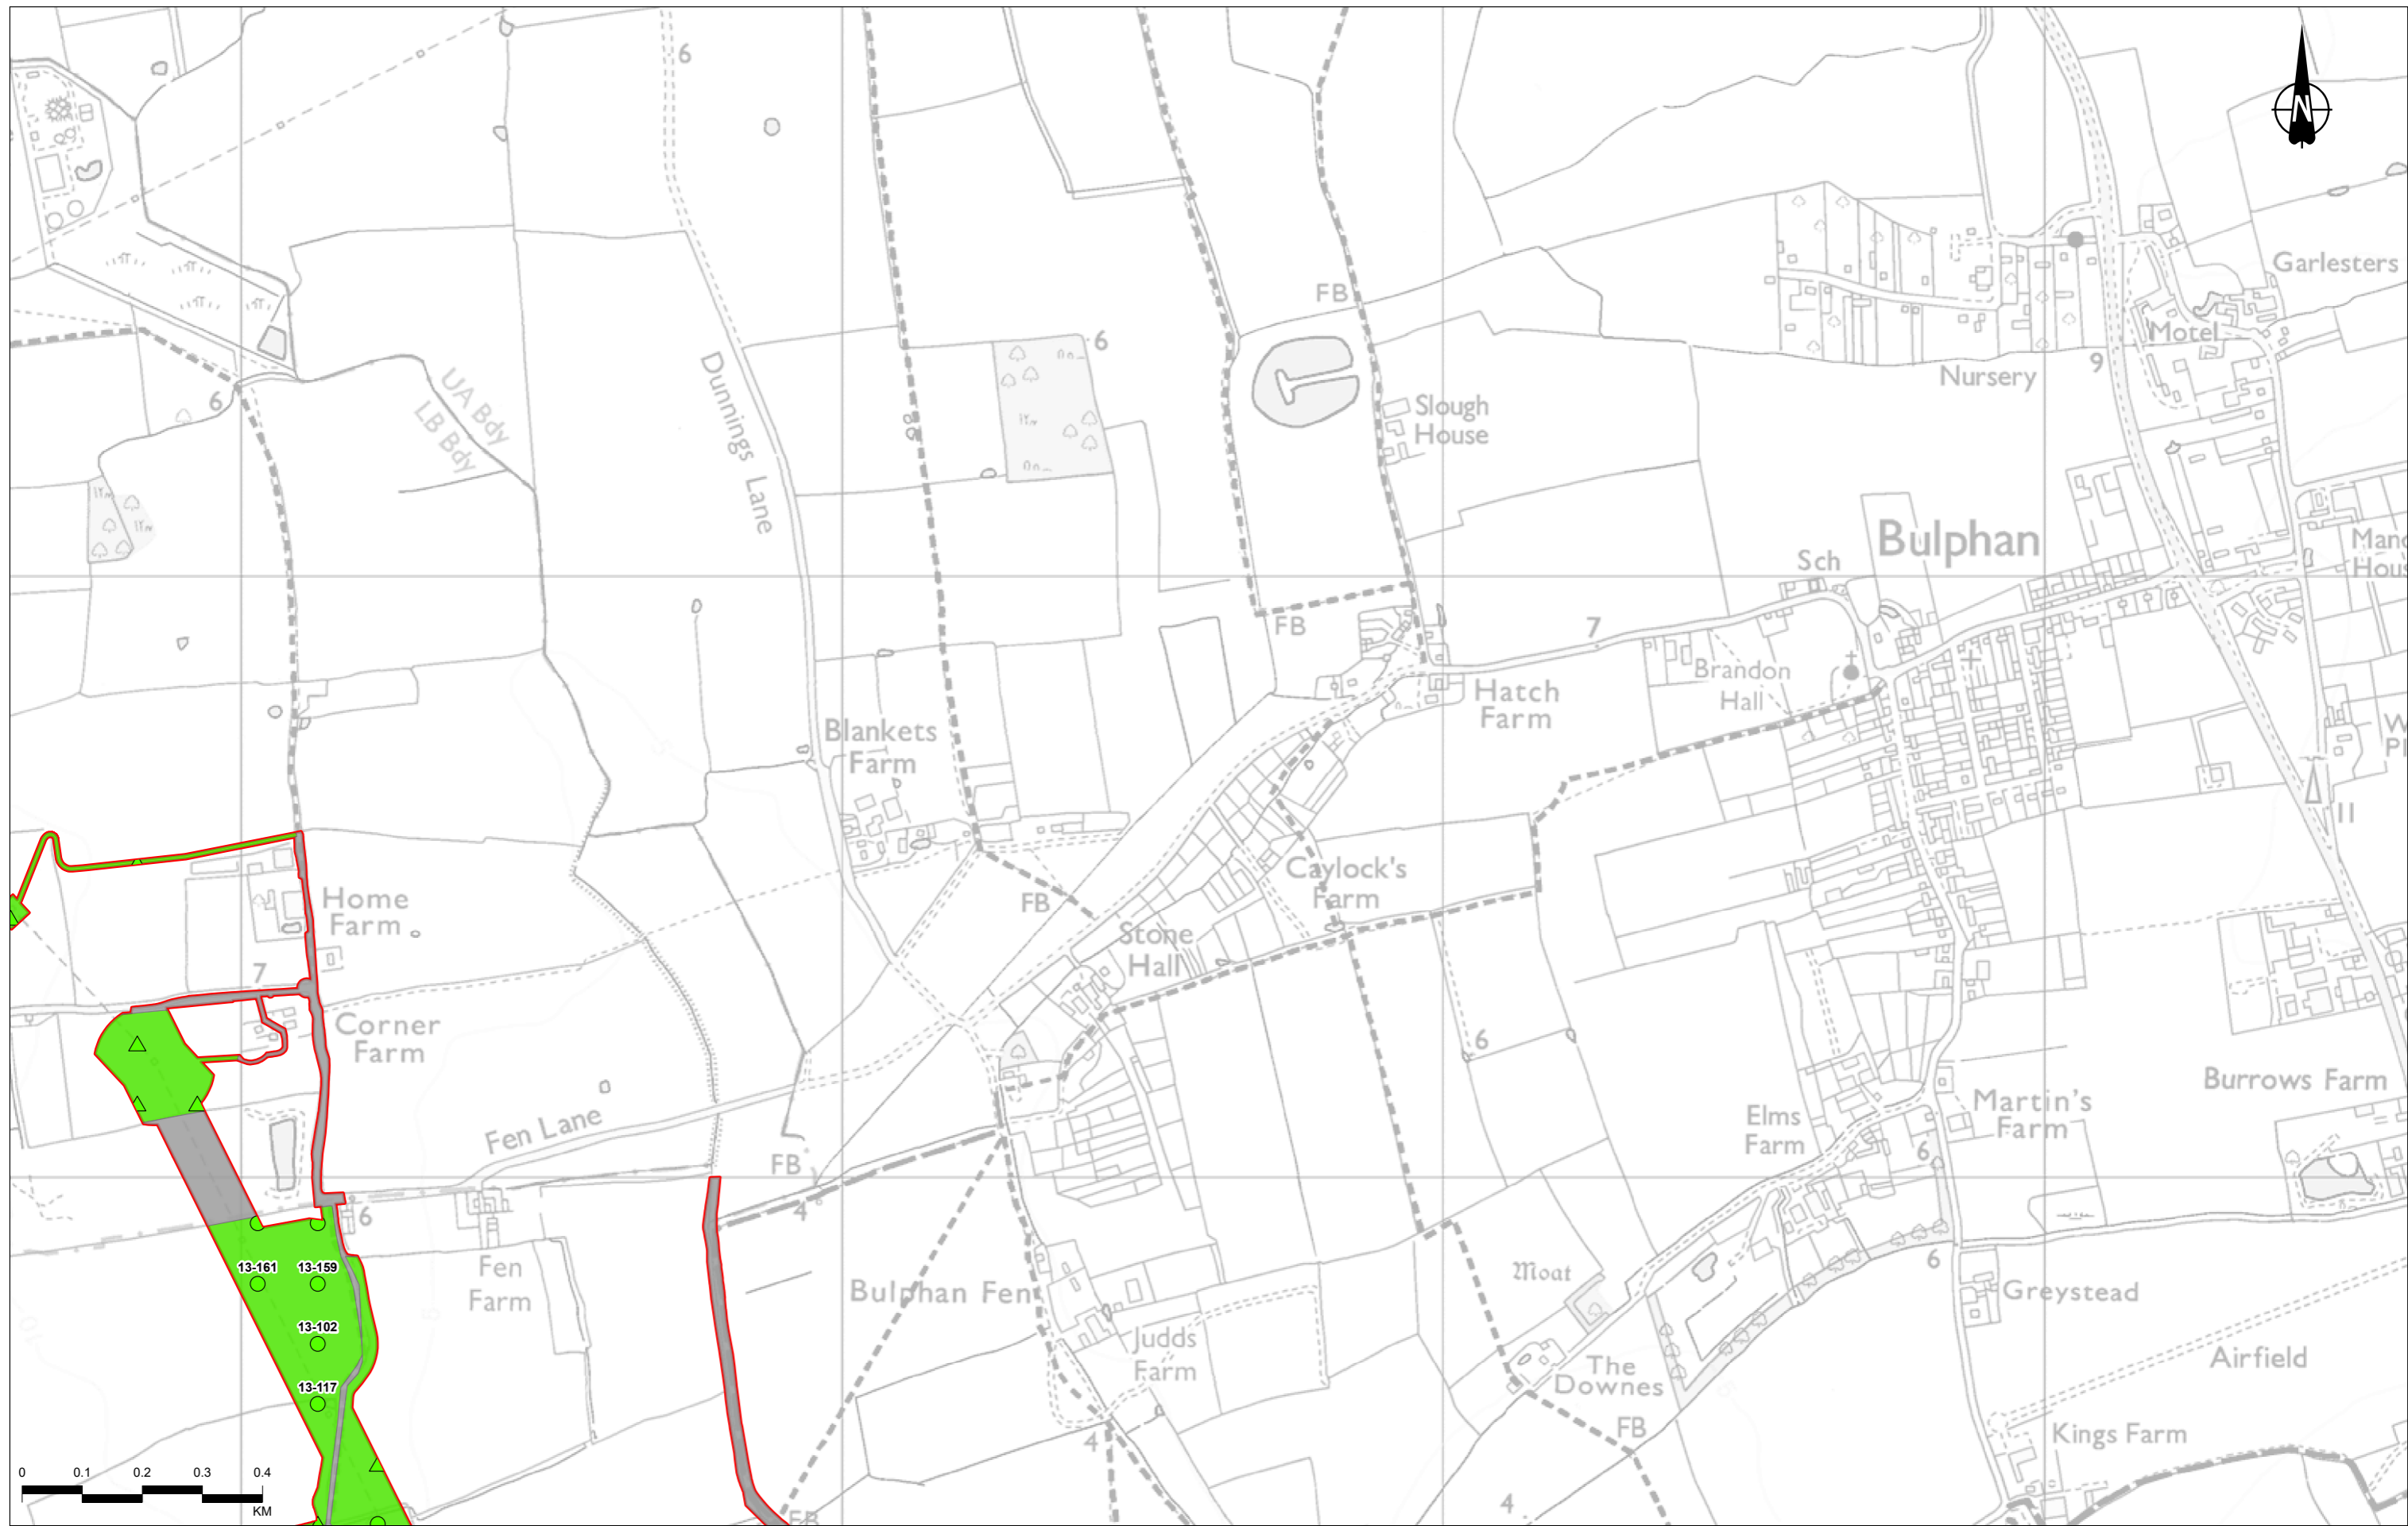 6
N
Garlesters
FB
6
Motel
9
Nursery
Dunnings Lane
UA Bdy
LB Bdy
6
Slough
House
Bulphan
Sch
7
FB
Brandon
Hall
Hatch
Farm
Blankets
Farm
11
Home
Farm
Caylock's
Farm
FB
Stone
Hall
7
Corner
Farm
6
Burrows Farm
Martin's
Farm
Elms
Farm
Fen Lane
6
FB
4
6
13-161
13-159
Fen
Farm
Bulphan Fen
Moat
6
Greystead
13-102
Judds
Farm
The
Downes
Airfield
13-117
FB
Kings Farm
4
0 0.1 0.2 0.3 0.4
KM
4
FB